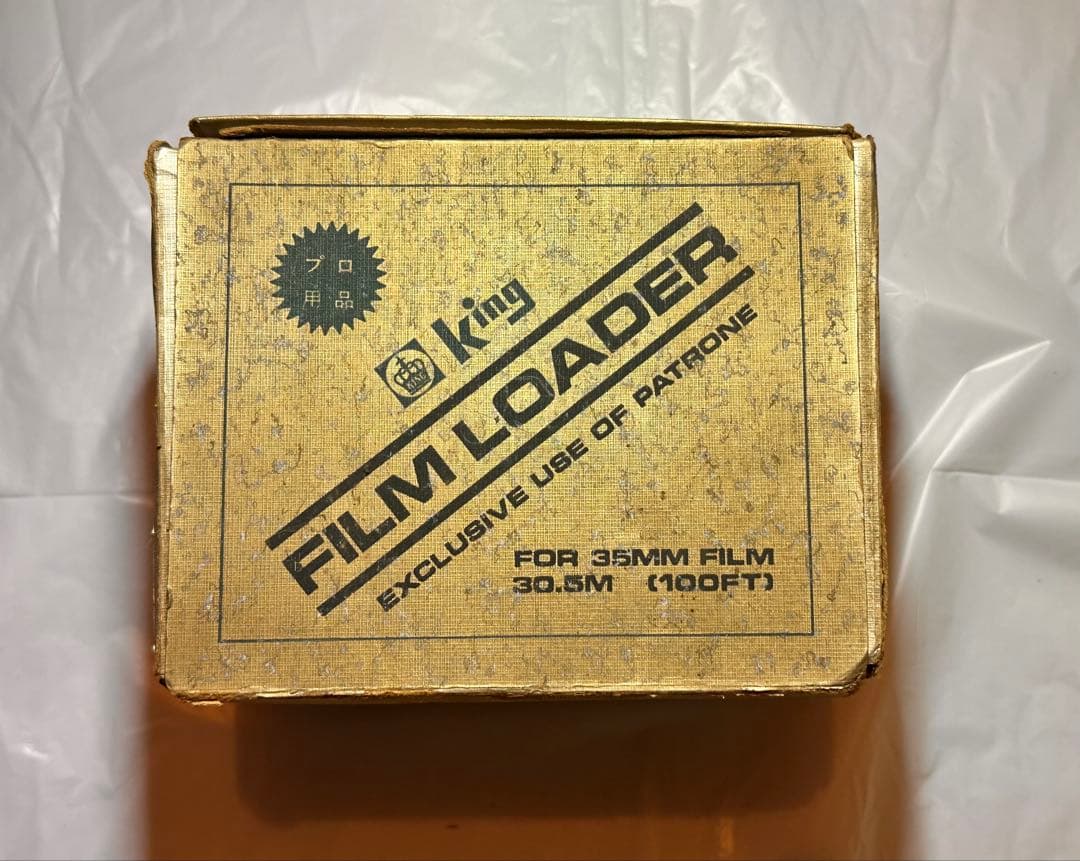 プロ
用品
king
FILM LOADER
EXCLUSIVE USE OF PATRONE
FOR 35MM FILM
30.5M (100FT)